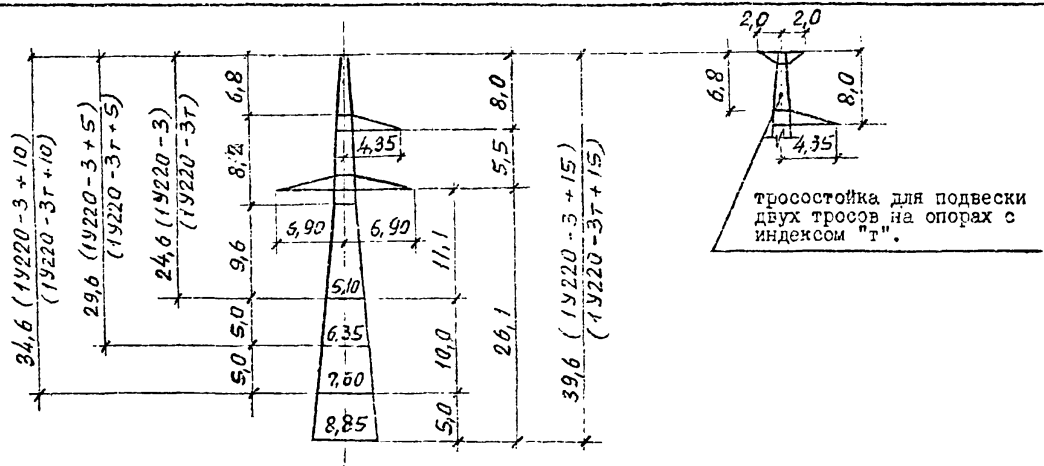 34,6 (1У220-3+10)
(1У220-3т+10)
29,6 (1У220-3+5)
(1У220-3т+5)
24,6 (1У220-3)
(1У220-3т)
6,8
8,2
9,6
5,0
5,0
4,35
5,90
6,90
5,10
6,35
7,60
8,85
11,1
10,0
5,0
8,0
5,5
26,1
39,6 (1У220-3+15)
(1У220-3т+15)
2,0
2,0
6,8
8,0
4,35
тросостойка для подвески
двух тросов на опорах с
индексом "т".